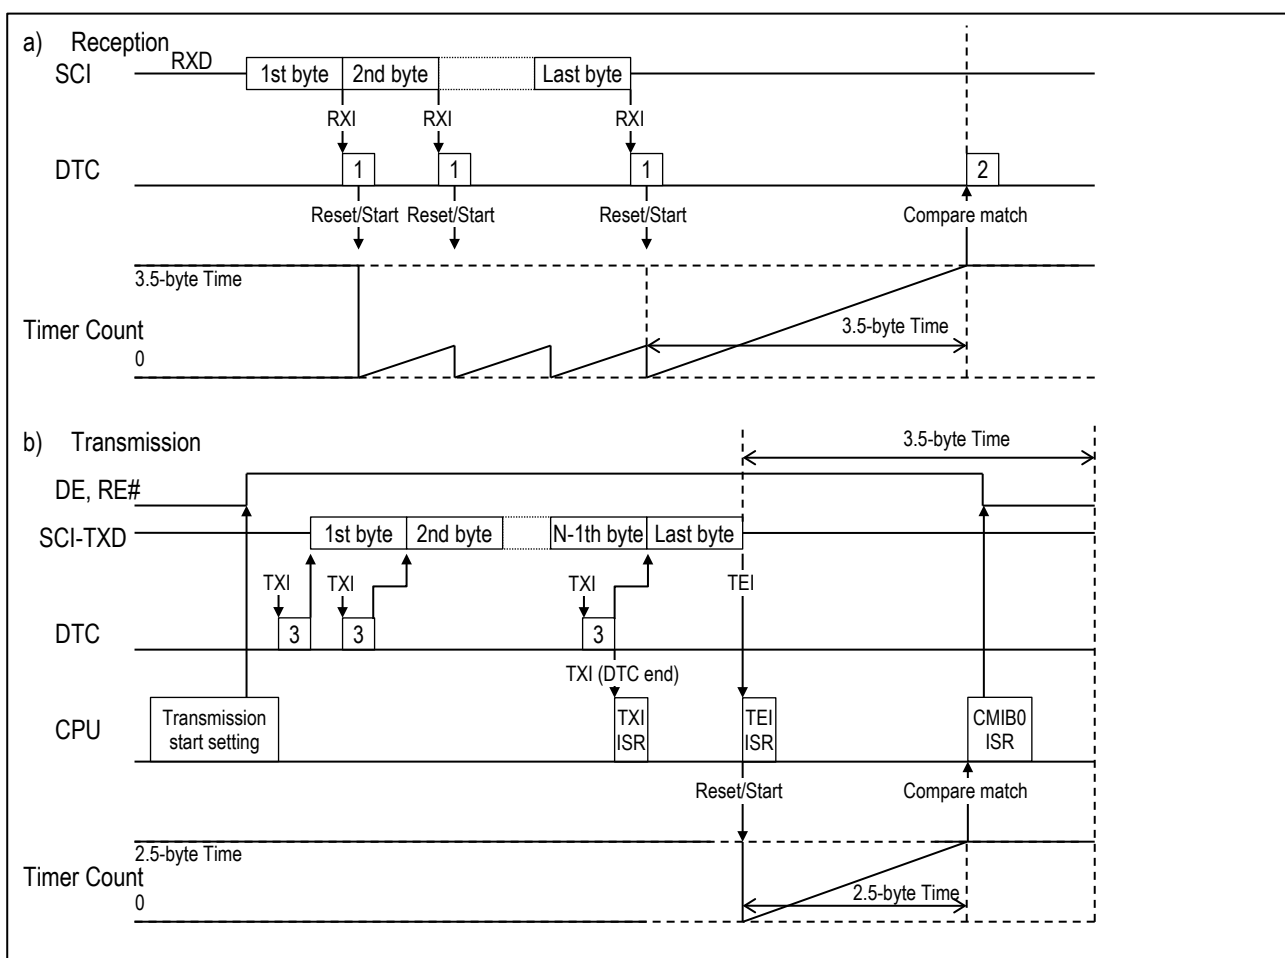 a) Reception
RXD
SCI
1st byte 2nd byte Last byte
RXI RXI RXI
DTC
1 1 1 2
Reset/Start Reset/Start Reset/Start Compare match
3.5-byte Time
Timer Count
3.5-byte Time
0
b) Transmission
3.5-byte Time
DE, RE#
SCI-TXD
1st byte 2nd byte N-1th byte Last byte
TXI TXI TXI TEI
DTC
3 3 3
TXI (DTC end)
CPU
Transmission
start setting
TXI
ISR
TEI
ISR
CMIB0
ISR
Reset/Start Compare match
2.5-byte Time
Timer Count
2.5-byte Time
0